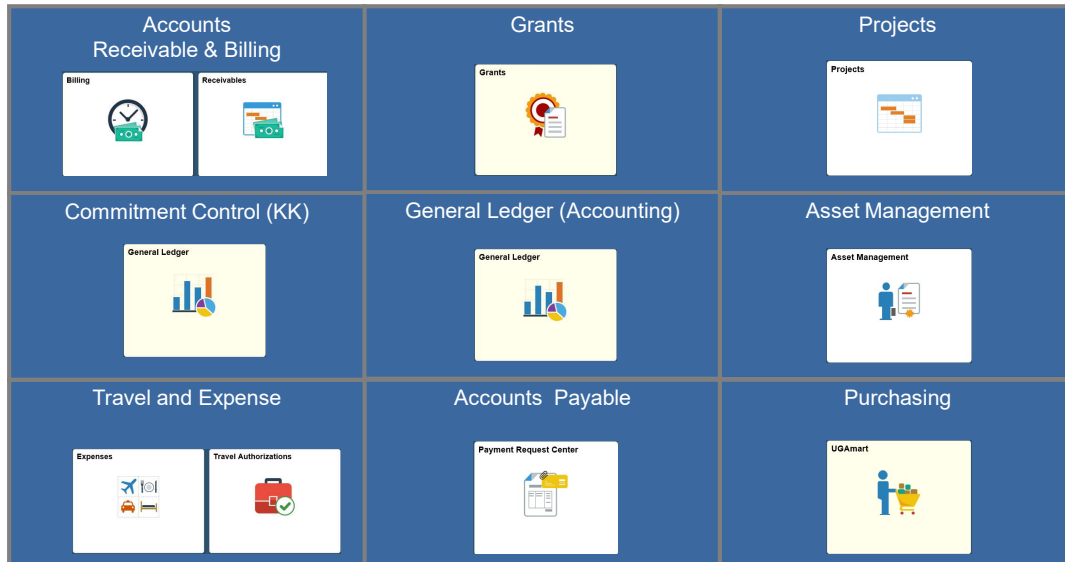 Accounts
Receivable & Billing
Billing
Receivables
Grants
Grants
Projects
Projects
Commitment Control (KK)
General Ledger
General Ledger (Accounting)
General Ledger
Asset Management
Asset Management
Travel and Expense
Expenses
Travel Authorizations
Accounts Payable
Payment Request Center
Purchasing
UGAmart